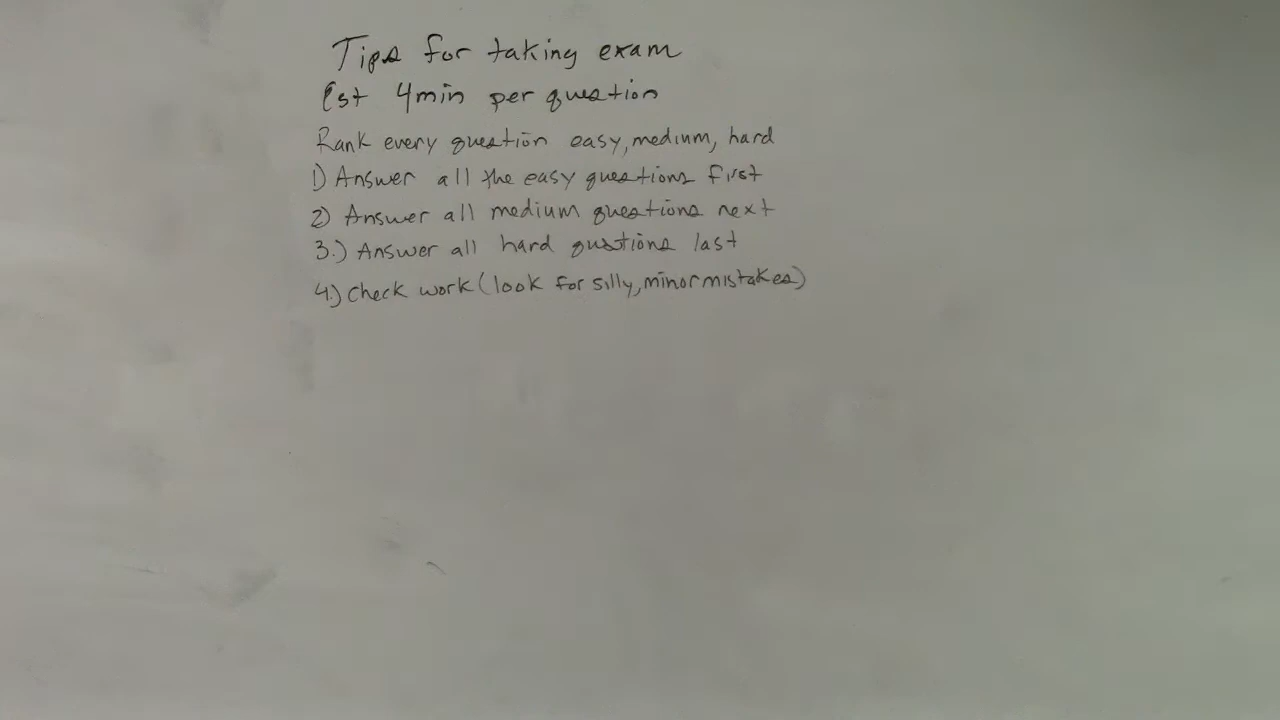 Tips for taking exam
Est 4min per question
Rank every question easy, medium, hard
1) Answer all the easy questions first
2) Answer all medium questions next
3.) Answer all hard qustions last
4.) Check work (look for silly, minor mistakes)